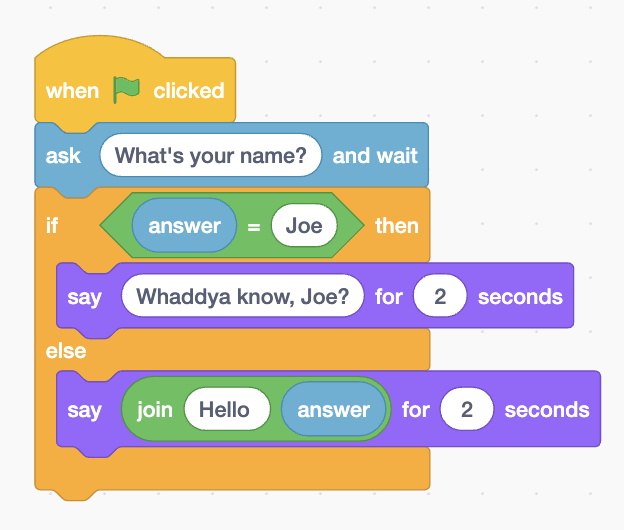 when clicked
ask What's your name? and wait
if answer = Joe then
say Whaddya know, Joe? for 2 seconds
else
say join Hello answer for 2 seconds